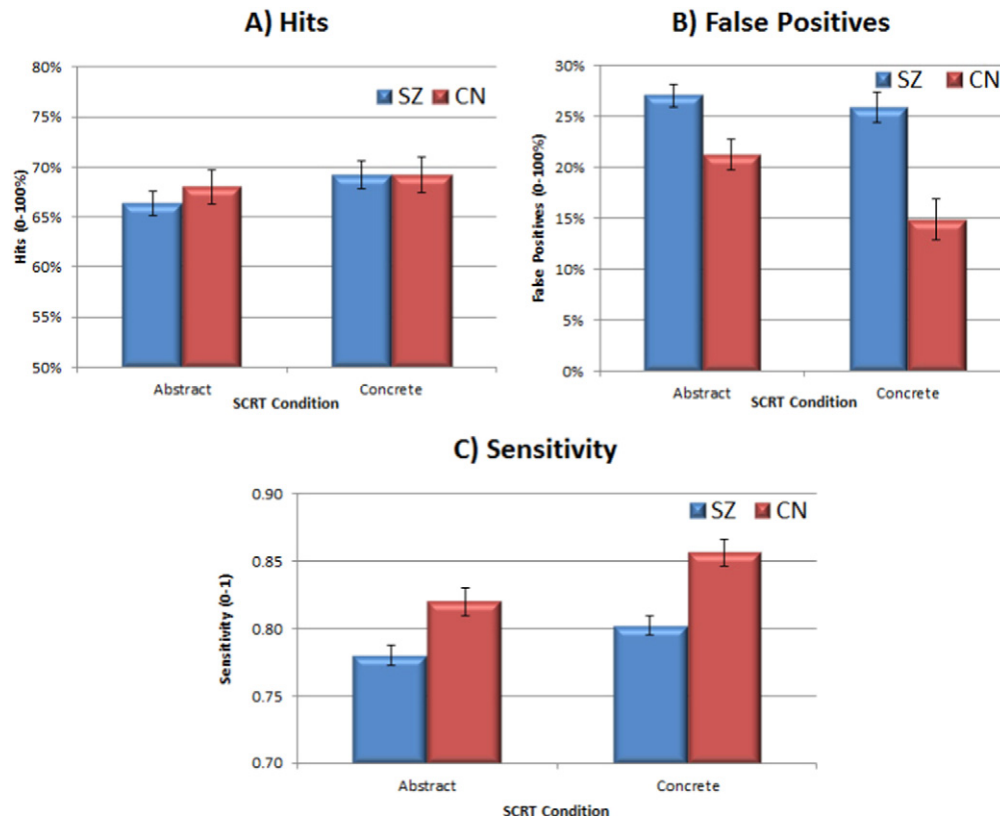 A) Hits
80%
75%
70%
65%
60%
55%
50%
Hits (0-100%)
SZ CN
Abstract Concrete
SCRT Condition
B) False Positives
30%
25%
20%
15%
10%
5%
0%
False Positives (0-100%)
SZ CN
Abstract Concrete
SCRT Condition
C) Sensitivity
0.90
0.85
0.80
0.75
0.70
Sensitivity (0-1)
SZ CN
Abstract Concrete
SCRT Condition